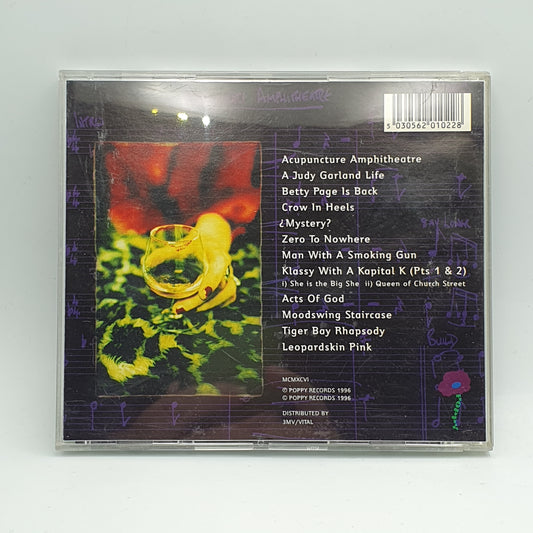 AMPHITHEATRE
INTRO
5 030562 010228
Acupuncture Amphitheatre
A Judy Garland Life
Betty Page Is Back
Crow In Heels
¿Mystery?
Zero To Nowhere
Man With A Smoking Gun
Klassy With A Kapital K (Pts 1 & 2)
i) She is the Big She ii) Queen of Church Street
Acts Of God
Moodswing Staircase
Tiger Bay Rhapsody
Leopardskin Pink
BUILD
MCMXCVI
© POPPY RECORDS 1996
© POPPY RECORDS 1996
DISTRIBUTED BY
3MV/VITAL